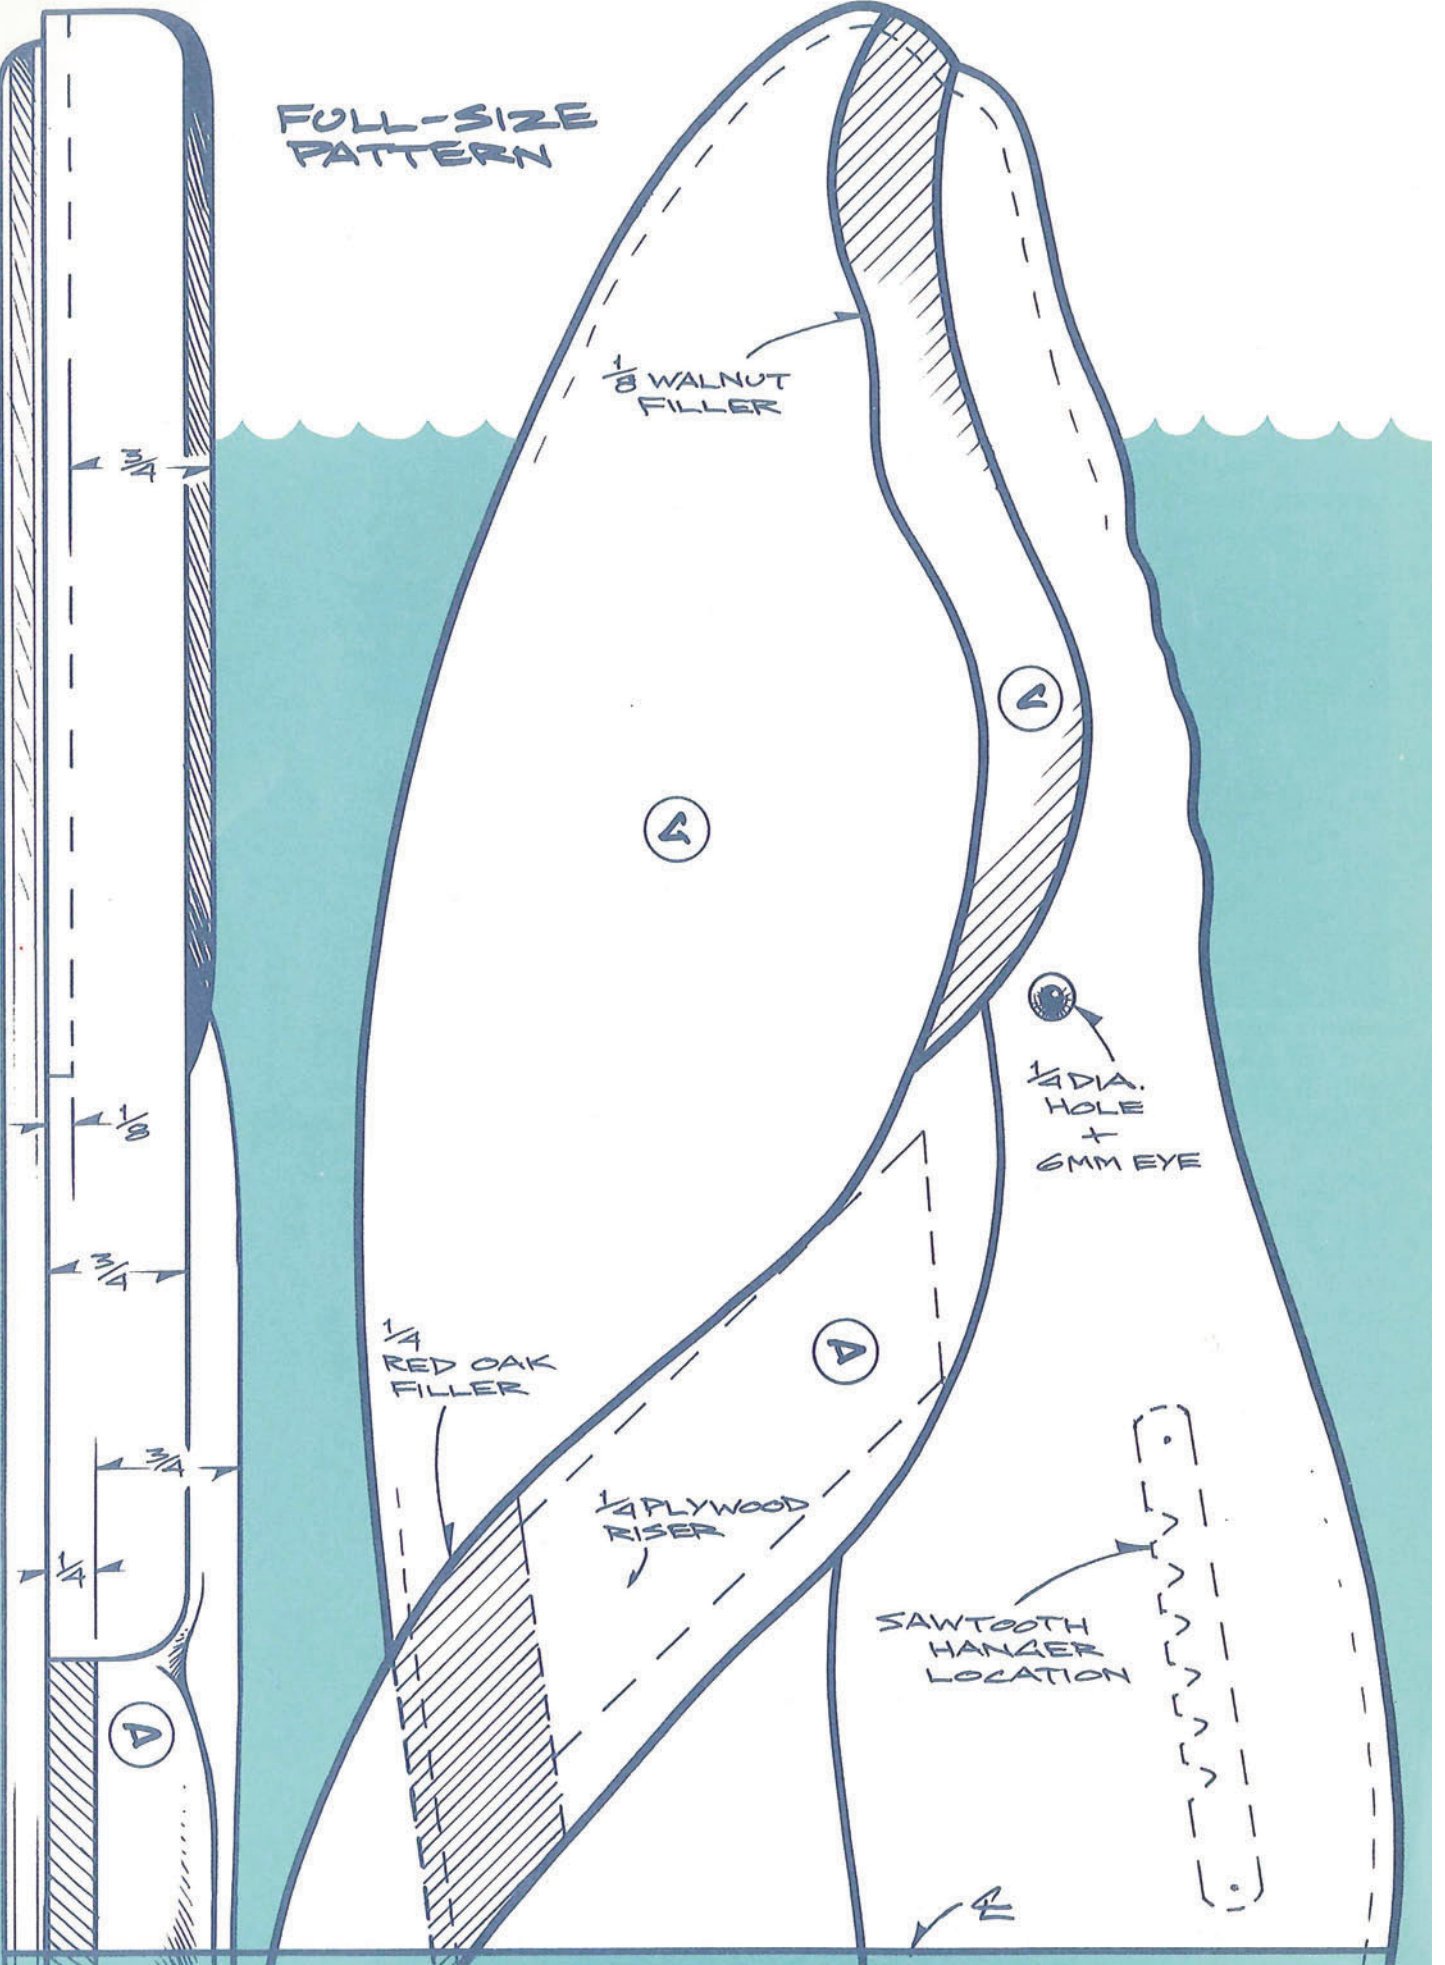 FULL-SIZE
PATTERN
1/8 WALNUT
FILLER
3/4
1/4 DIA.
HOLE
+
6MM EYE
1/8
3/4
1/4
RED OAK
FILLER
3/4
1/4 PLYWOOD
RISER
1/4
SAWTOOTH
HANGER
LOCATION
℄